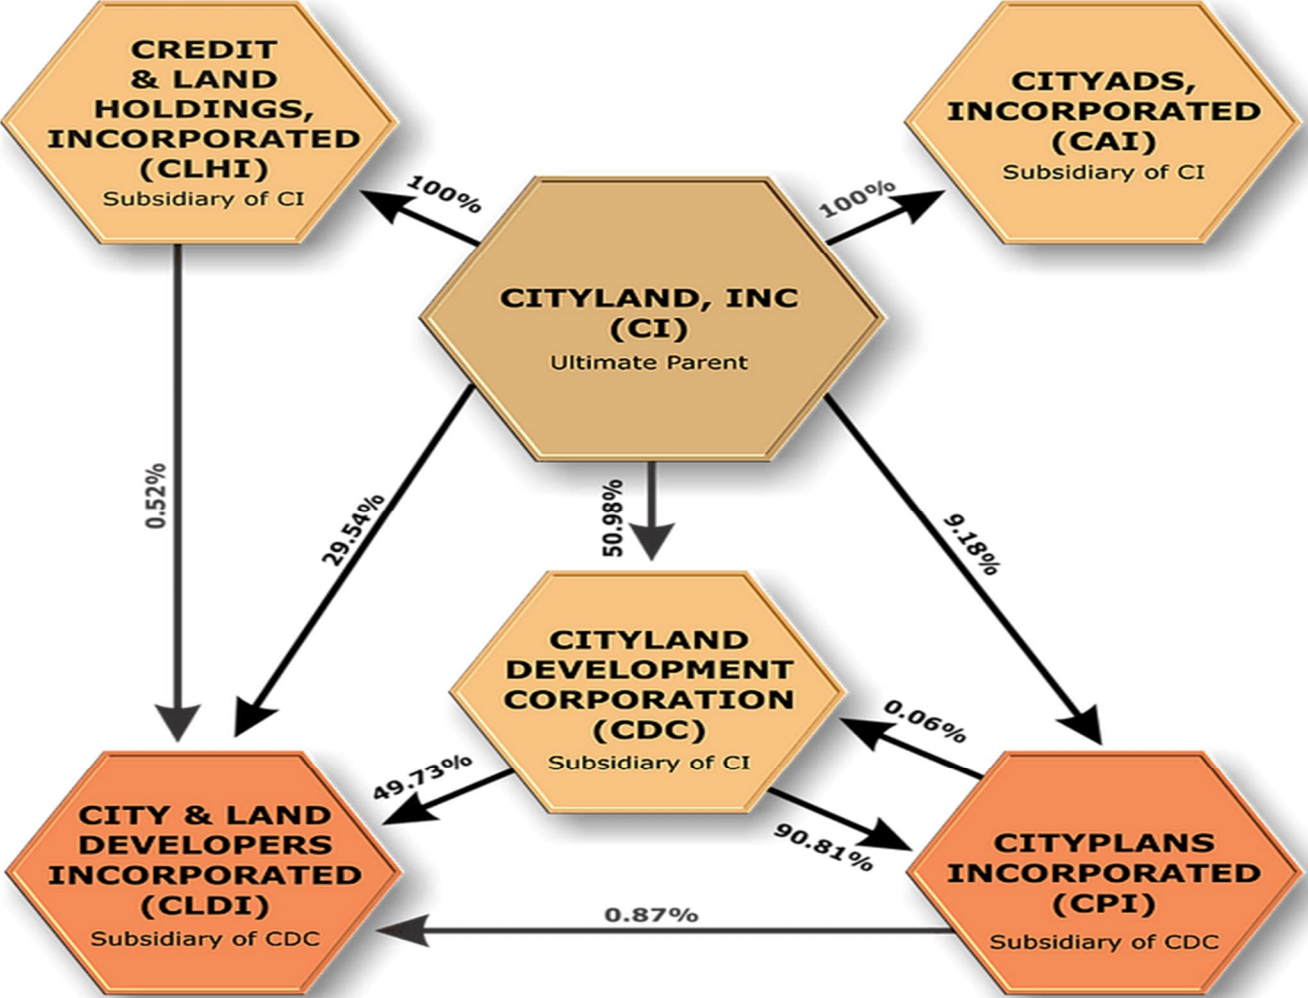 CREDIT
& LAND
HOLDINGS,
INCORPORATED
(CLHI)
Subsidiary of CI
CITYADS,
INCORPORATED
(CAI)
Subsidiary of CI
100%
100%
CITYLAND, INC
(CI)
Ultimate Parent
0.52%
29.54%
50.98%
9.18%
CITYLAND
DEVELOPMENT
CORPORATION
(CDC)
Subsidiary of CI
0.06%
49.73%
90.81%
CITY & LAND
DEVELOPERS
INCORPORATED
(CLDI)
Subsidiary of CDC
0.87%
CITYPLANS
INCORPORATED
(CPI)
Subsidiary of CDC